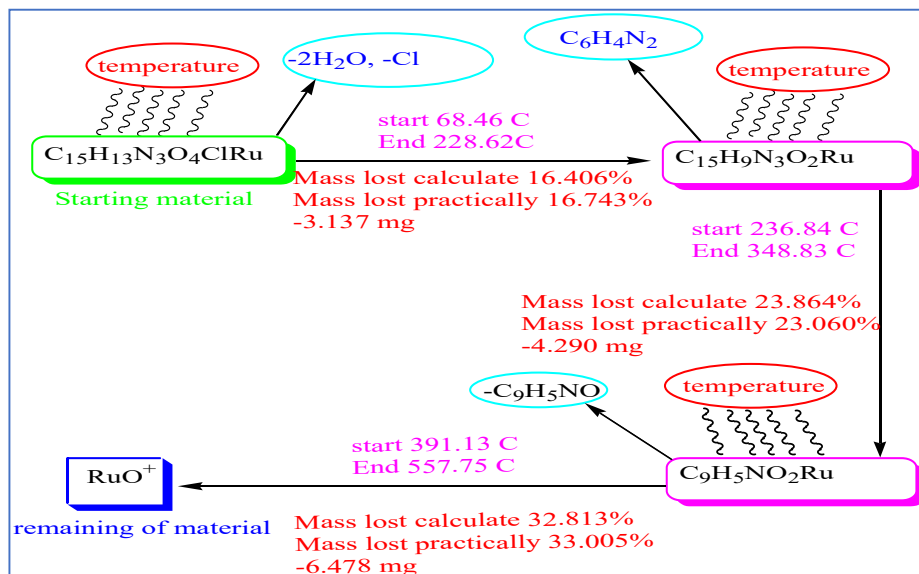 temperature
-2H₂O, -Cl
C₆H₄N₂
temperature
start 68.46 C
End 228.62C
C₁₅H₁₃N₃O₄ClRu
C₁₅H₉N₃O₂Ru
Starting material
Mass lost calculate 16.406%
Mass lost practically 16.743%
-3.137 mg
start 236.84 C
End 348.83 C
Mass lost calculate 23.864%
Mass lost practically 23.060%
-4.290 mg
-C₉H₅NO
temperature
start 391.13 C
End 557.75 C
RuO⁺
C₉H₅NO₂Ru
remaining of material
Mass lost calculate 32.813%
Mass lost practically 33.005%
-6.478 mg